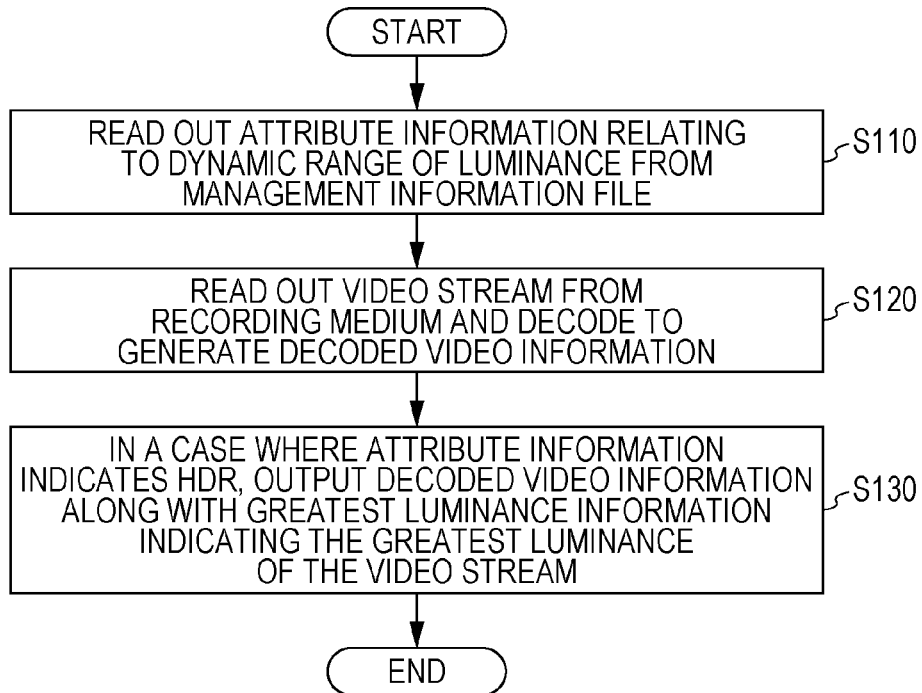 START
READ OUT ATTRIBUTE INFORMATION RELATING
TO DYNAMIC RANGE OF LUMINANCE FROM
MANAGEMENT INFORMATION FILE
S110
READ OUT VIDEO STREAM FROM
RECORDING MEDIUM AND DECODE TO
GENERATE DECODED VIDEO INFORMATION
S120
IN A CASE WHERE ATTRIBUTE INFORMATION
INDICATES HDR, OUTPUT DECODED VIDEO INFORMATION
ALONG WITH GREATEST LUMINANCE INFORMATION
INDICATING THE GREATEST LUMINANCE
OF THE VIDEO STREAM
S130
END